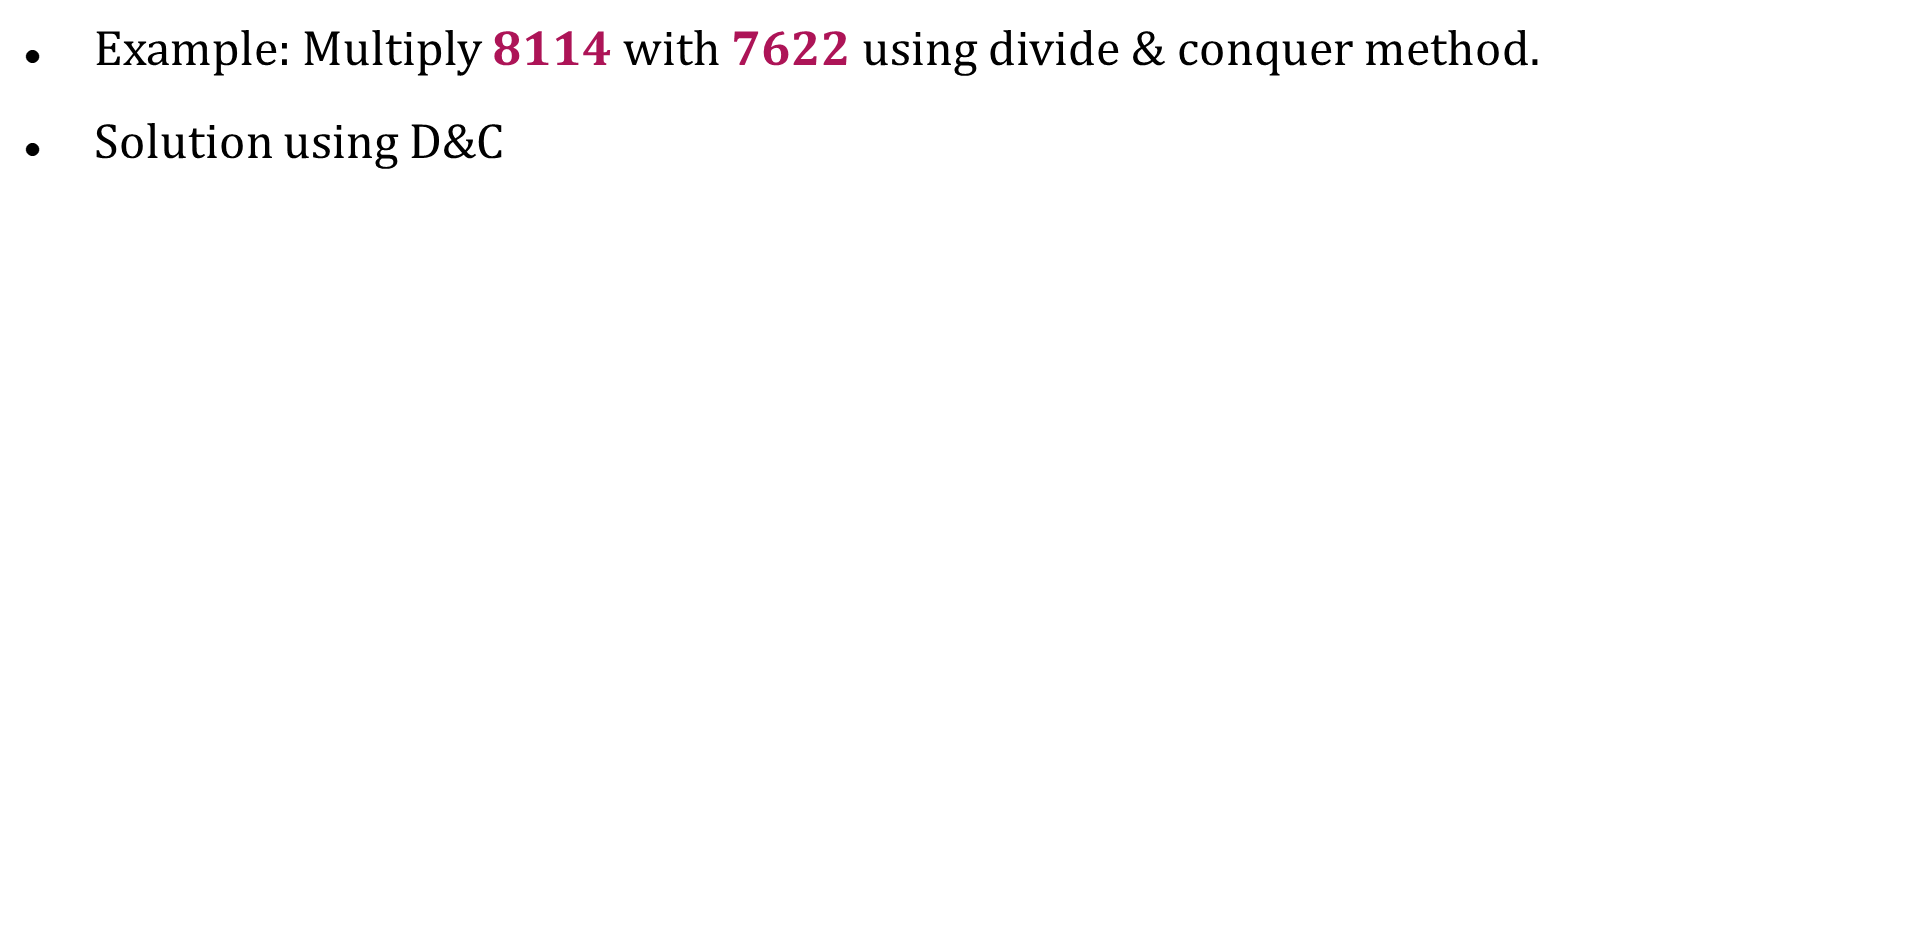 • Example: Multiply 8114 with 7622 using divide & conquer method.
• Solution using D&C